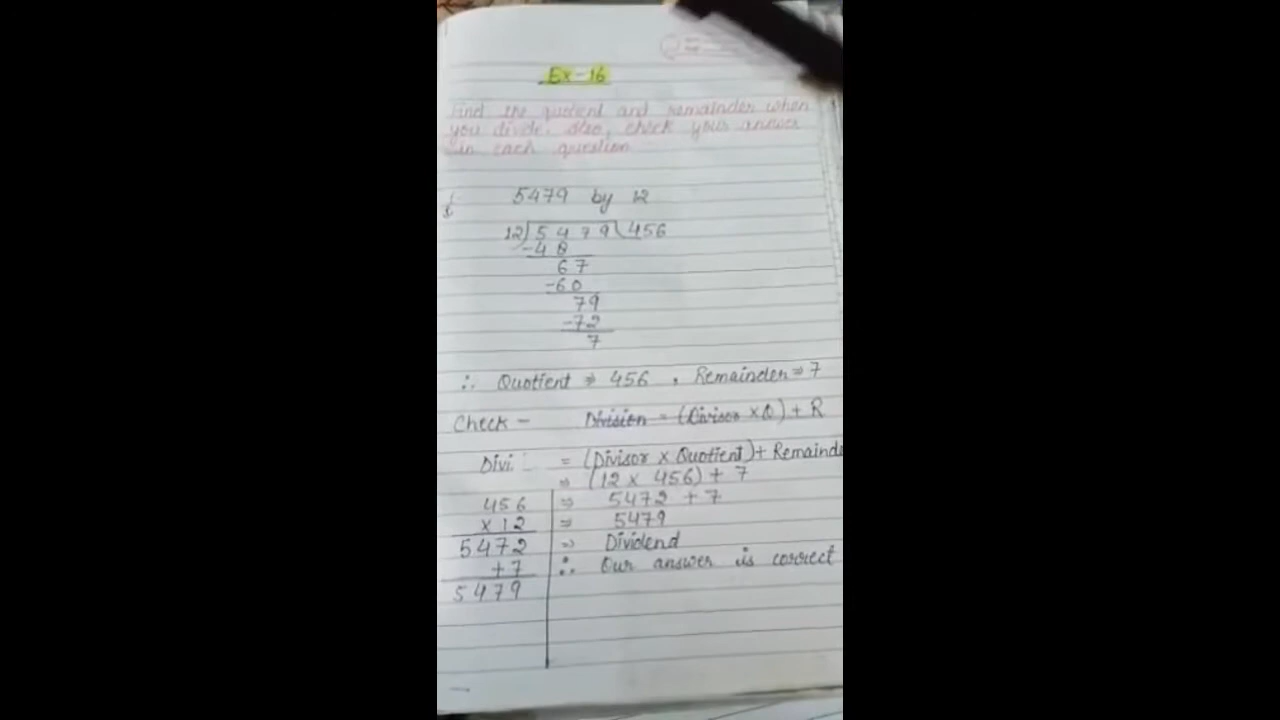 Ex - 16
Find the quotient and remainder when
you divide. Also, check your answer
in each question
5479 by 12
12 5479 456
-48
67
-60
79
-72
7
∴ Quotient ⇒ 456 , Remainder ⇒ 7
Check - Division = (Divisor x Q) + R
Divi = (Divisor x Quotient) + Remainde
⇒ (12 x 456) + 7
456 ⇒ 5472 + 7
x 12 ⇒ 5479
5472 ⇒ Dividend
+7 ∴ Our answer is correct
5479